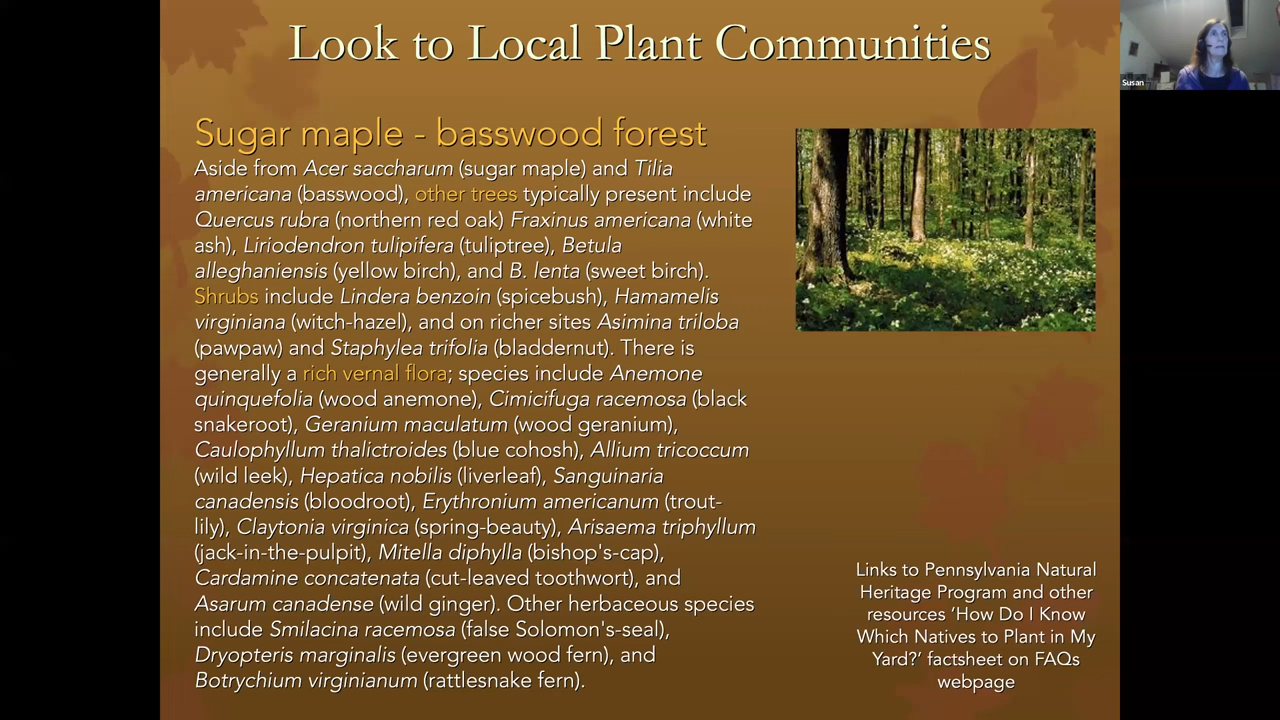 Look to Local Plant Communities
Susan
Sugar maple - basswood forest
Aside from Acer saccharum (sugar maple) and Tilia
americana (basswood), other trees typically present include
Quercus rubra (northern red oak) Fraxinus americana (white
ash), Liriodendron tulipifera (tuliptree), Betula
alleghaniensis (yellow birch), and B. lenta (sweet birch).
Shrubs include Lindera benzoin (spicebush), Hamamelis
virginiana (witch-hazel), and on richer sites Asimina triloba
(pawpaw) and Staphylea trifolia (bladdernut). There is
generally a rich vernal flora; species include Anemone
quinquefolia (wood anemone), Cimicifuga racemosa (black
snakeroot), Geranium maculatum (wood geranium),
Caulophyllum thalictroides (blue cohosh), Allium tricoccum
(wild leek), Hepatica nobilis (liverleaf), Sanguinaria
canadensis (bloodroot), Erythronium americanum (trout-
lily), Claytonia virginica (spring-beauty), Arisaema triphyllum
(jack-in-the-pulpit), Mitella diphylla (bishop's-cap),
Cardamine concatenata (cut-leaved toothwort), and
Asarum canadense (wild ginger). Other herbaceous species
include Smilacina racemosa (false Solomon's-seal),
Dryopteris marginalis (evergreen wood fern), and
Botrychium virginianum (rattlesnake fern).
Links to Pennsylvania Natural
Heritage Program and other
resources ‘How Do I Know
Which Natives to Plant in My
Yard?’ factsheet on FAQs
webpage